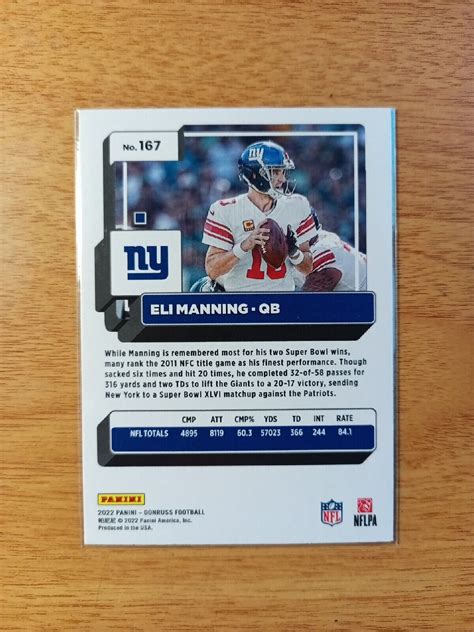 No. 167
ny
ny
10
ELI MANNING • QB
While Manning is remembered most for his two Super Bowl wins,
many rank the 2011 NFC title game as his finest performance. Though
sacked six times and hit 20 times, he completed 32-of-58 passes for
316 yards and two TDs to lift the Giants to a 20-17 victory, sending
New York to a Super Bowl XLVI matchup against the Patriots.
CMP ATT CMP% YDS TD INT RATE
NFL TOTALS 4895 8119 60.3 57023 366 244 84.1
PANINI
2022 PANINI – DONRUSS FOOTBALL
© 2022 Panini America, Inc.
Produced in the USA.
NFL
NFLPA